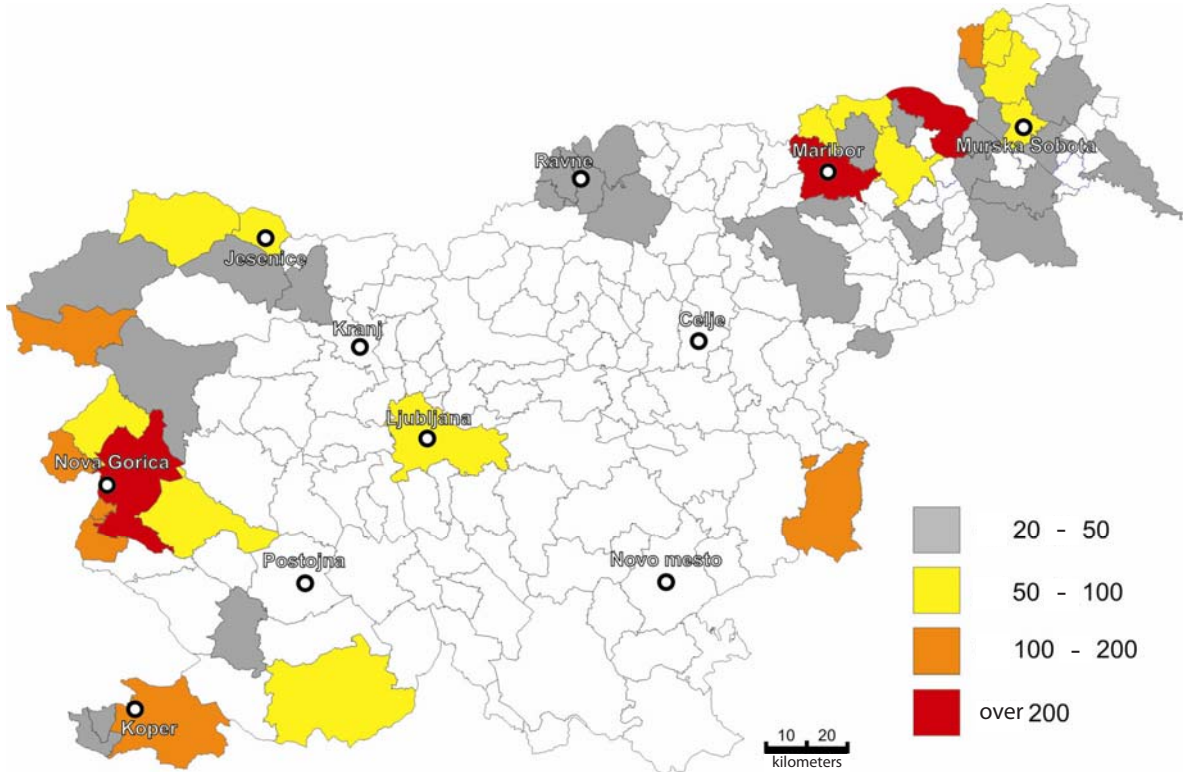 Ravne
Maribor
Murska Sobota
Jesenice
Kranj
Celje
Ljubljana
Nova Gorica
Postojna
Novo mesto
Koper
20 - 50
50 - 100
100 - 200
over 200
10 20
kilometers